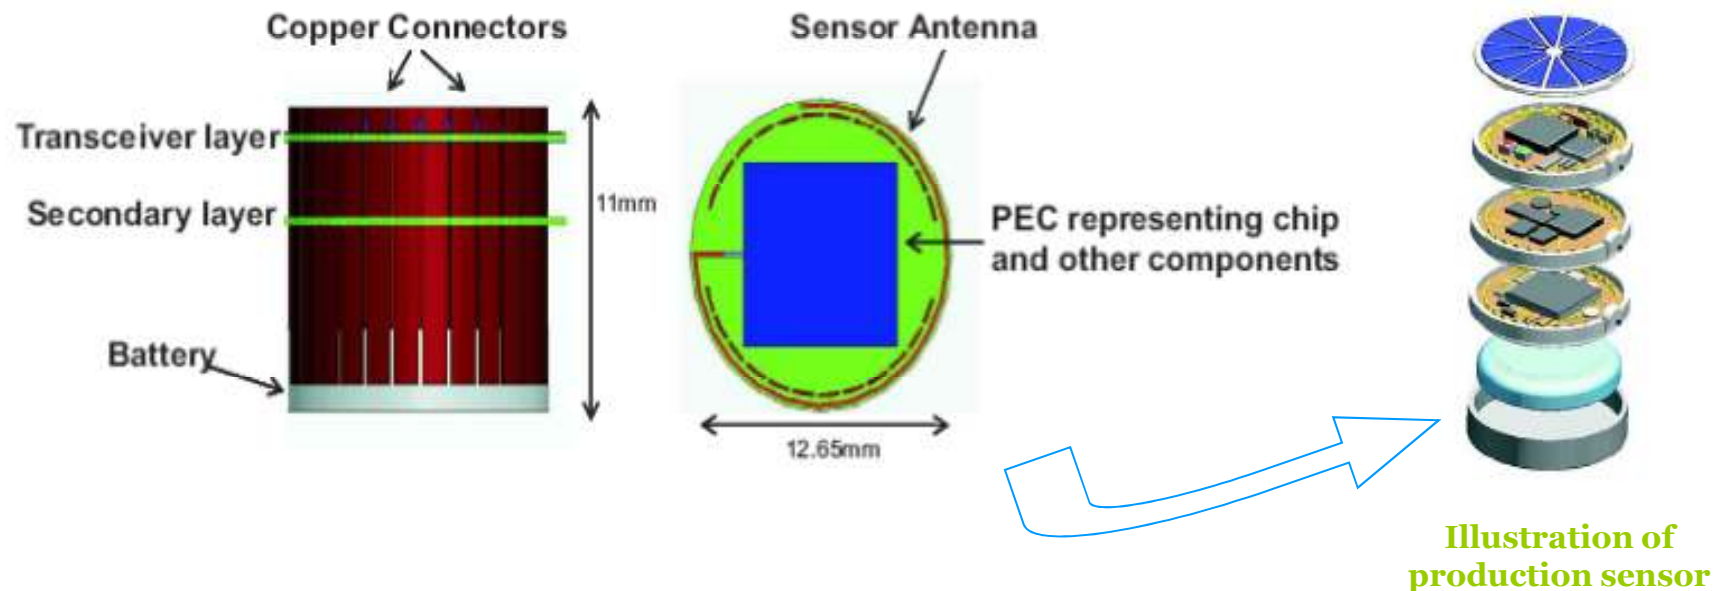 Copper Connectors
Sensor Antenna
Transceiver layer
Secondary layer
11mm
PEC representing chip
and other components
Battery
12.65mm
Illustration of
production sensor